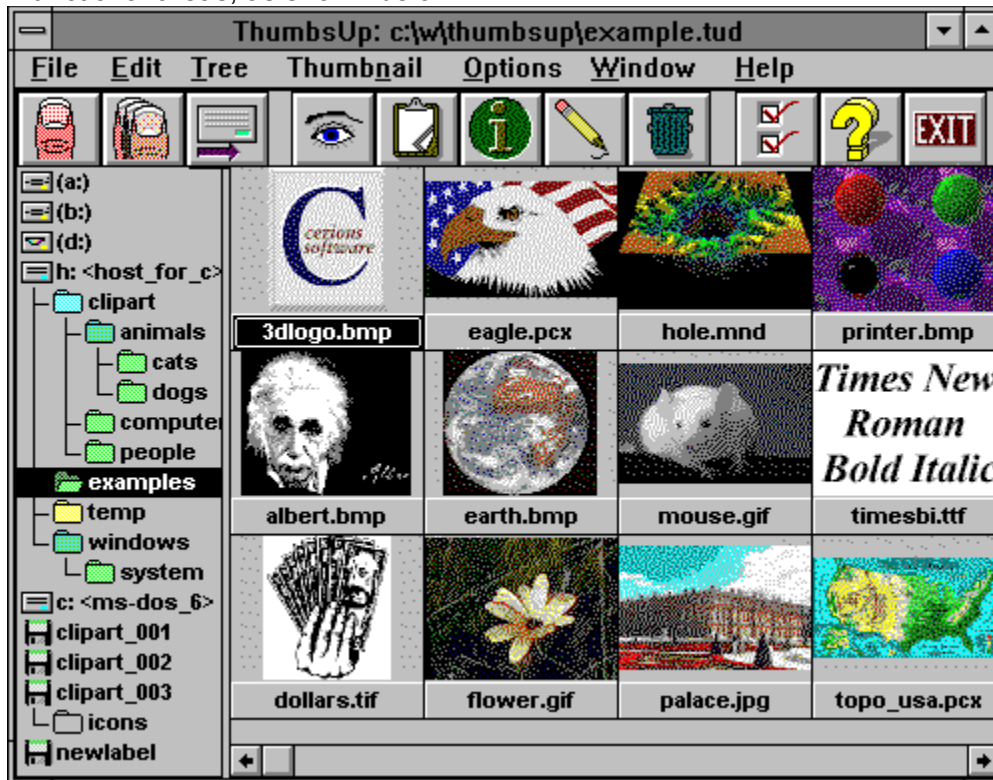 ThumbsUp: c:\w\thumbsup\example.tud
File Edit Tree Thumbnail Options Window Help
EXIT
(a:)
(b:)
(d:)
h: <host_for_c>
clipart
animals
cats
dogs
computer
people
examples
temp
windows
system
c: <ms-dos_6>
clipart_001
clipart_002
clipart_003
icons
newlabel
C
cerious
software
3dlogo.bmp eagle.pcx hole.mnd printer.bmp
Times New
Roman
Bold Italic
albert.bmp earth.bmp mouse.gif timesbi.ttf
dollars.tif flower.gif palace.jpg topo_usa.pcx